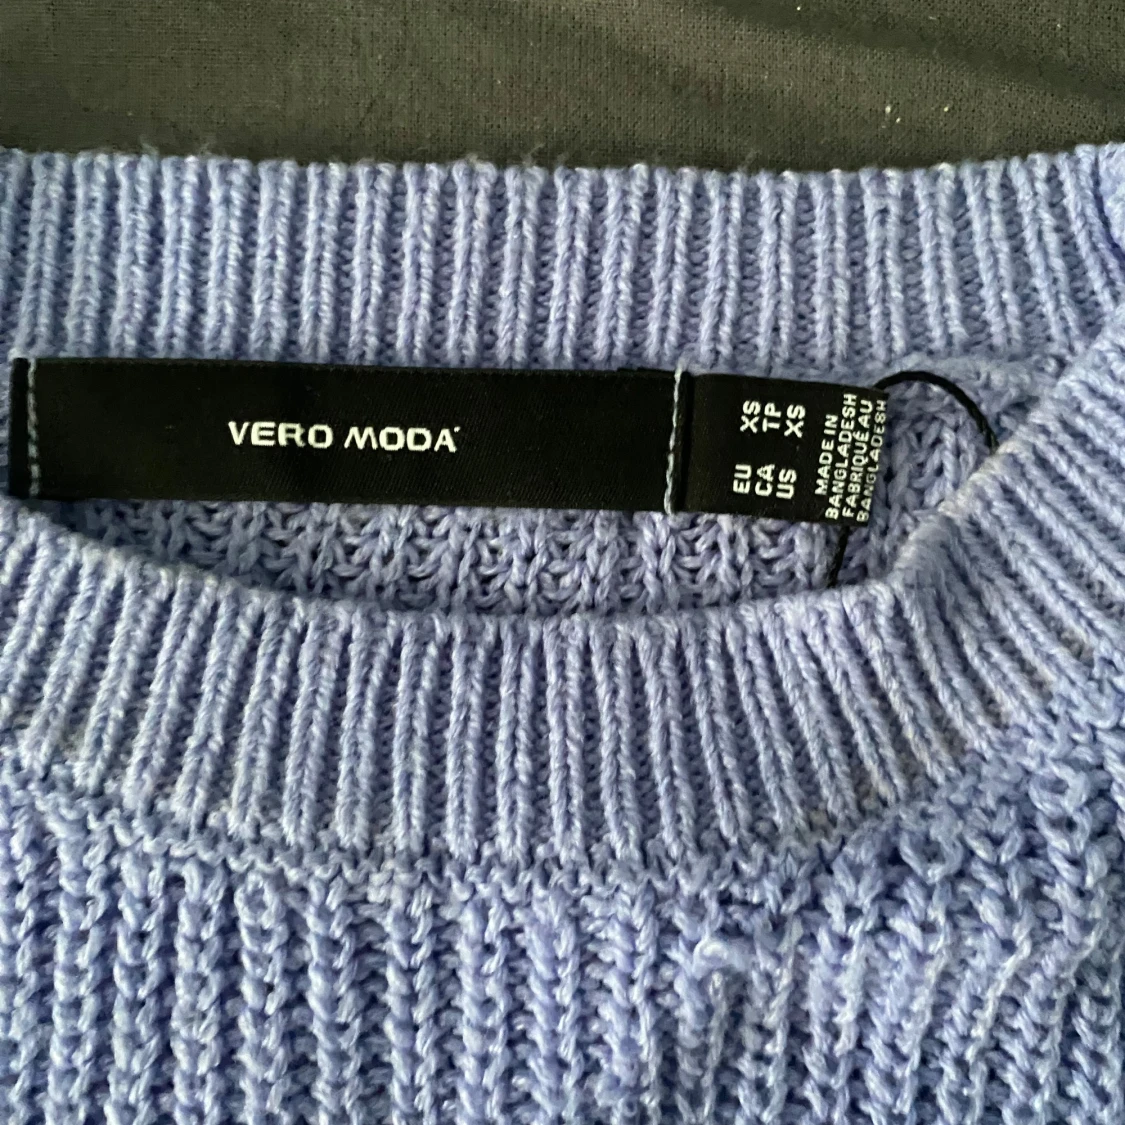 VERO MODA
EU XS
CA TP
US XS
MADE IN
BANGLADESH
FABRIQUÉ AU
BANGLADESH